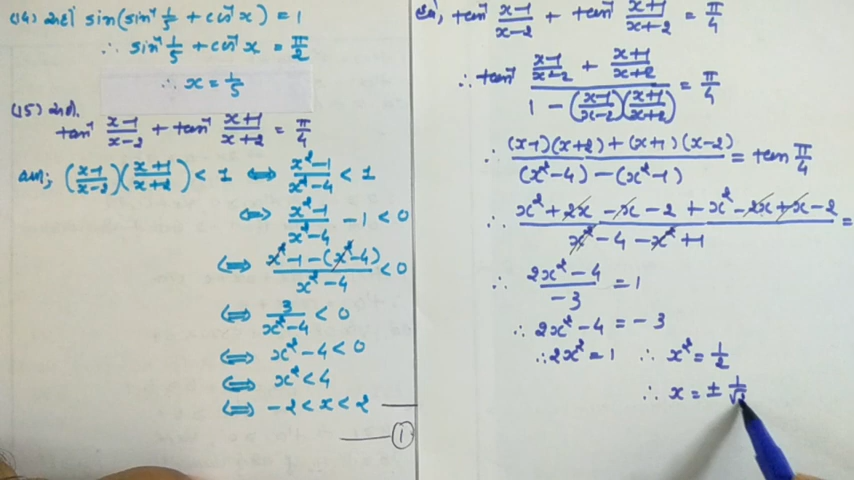 (14) અહીં sin(sin⁻¹ 1/5 + cos⁻¹ x) = 1
∴ sin⁻¹ 1/5 + cos⁻¹ x = π/2
∴ x = 1/5
(15) અહીં.
tan⁻¹ (x-1)/(x-2) + tan⁻¹ (x+1)/(x+2) = π/4
((x-1)/(x-2))((x+1)/(x+2)) < 1 ⟺ (x²-1)/(x²-4) < 1
⟺ (x²-1)/(x²-4) - 1 < 0
⟺ (x²-1-(x²-4))/(x²-4) < 0
⟺ 3/(x²-4) < 0
⟺ x²-4 < 0
⟺ x² < 4
⟺ -2 < x < 2
1
tan⁻¹ (x-1)/(x-2) + tan⁻¹ (x+1)/(x+2) = π/4
∴ tan⁻¹ ((x-1)/(x-2) + (x+1)/(x+2))/(1 - ((x-1)/(x-2))((x+1)/(x+2))) = π/4
∴ ((x-1)(x+2) + (x+1)(x-2))/((x²-4) - (x²-1)) = tan π/4
∴ (x² + 2x - x - 2 + x² - 2x + x - 2)/(x² - 4 - x² + 1) =
∴ (2x² - 4)/(-3) = 1
∴ 2x² - 4 = -3
∴ 2x² = 1 ∴ x² = 1/2
∴ x = ± 1/√